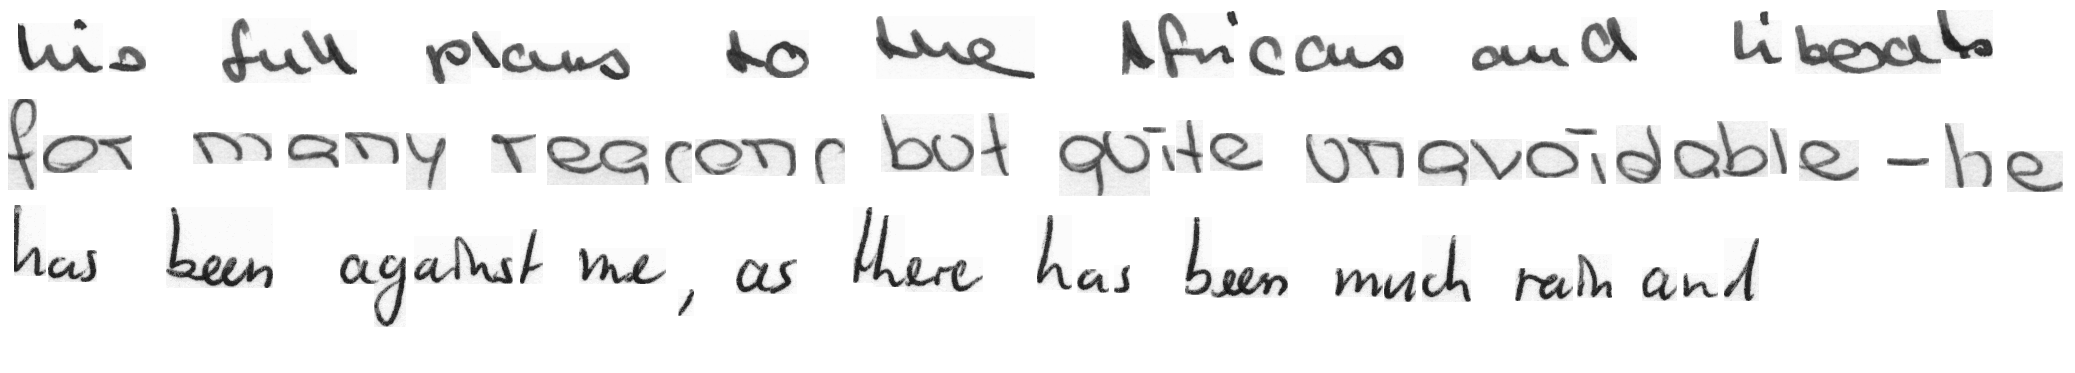 his full plans to the Africans and liberals
for many reasons but quite unavoidable - he
has been against me, as there has been much rain and